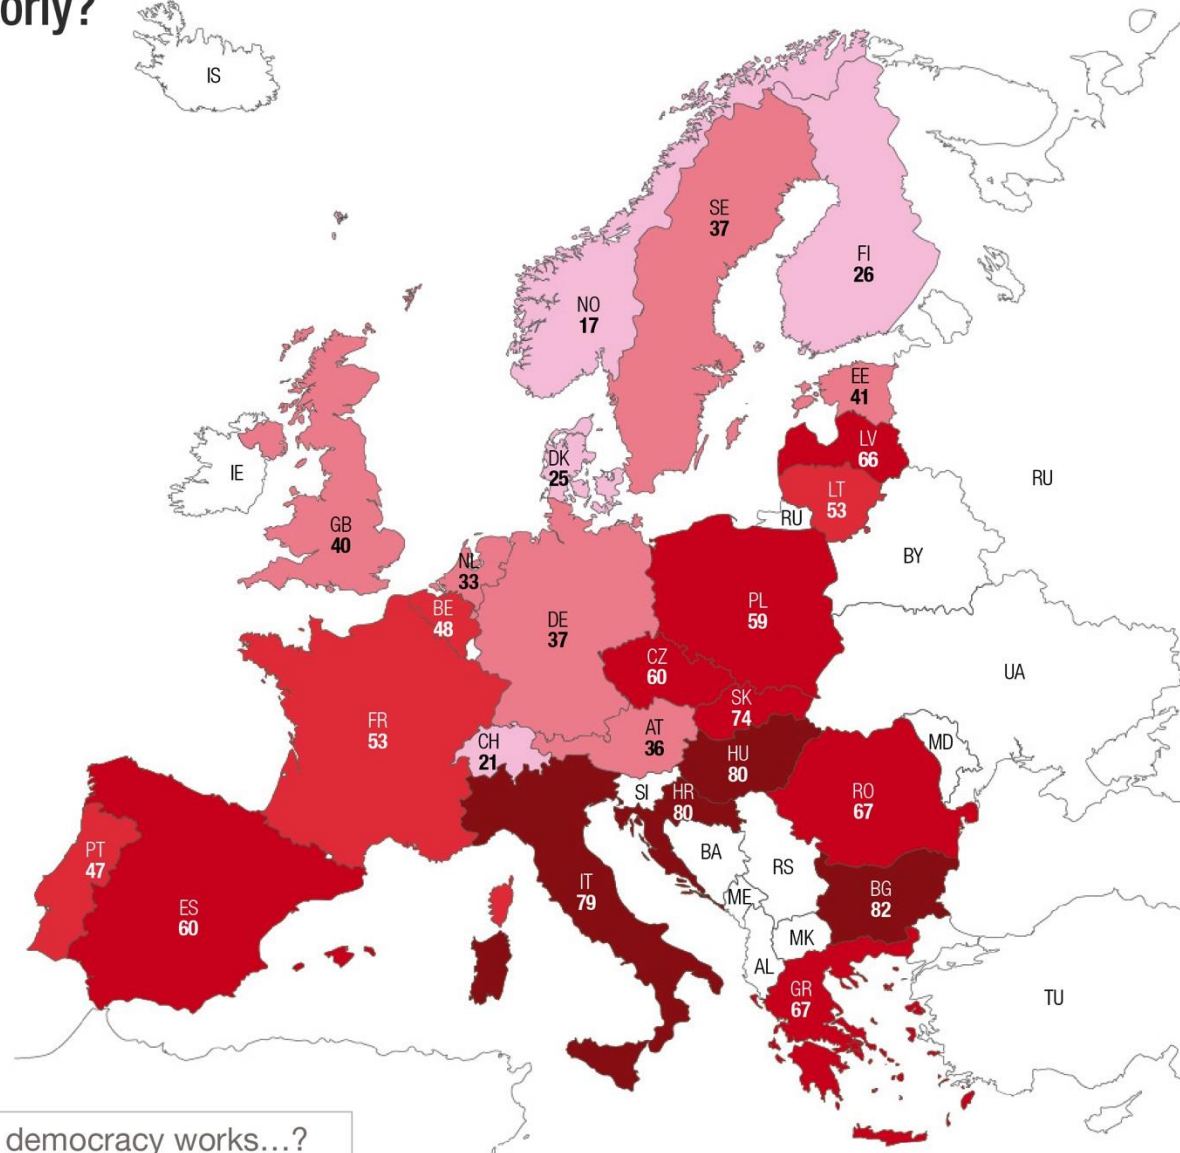 orly?
IS
SE
37
FI
26
NO
17
EE
41
LV
66
DK
25
IE
LT
53
RU
RU
GB
40
BY
NL
33
BE
48
DE
37
PL
59
CZ
60
UA
SK
74
FR
53
AT
36
CH
21
HU
80
MD
SI
HR
80
RO
67
PT
47
BA
RS
IT
79
ME
BG
82
ES
60
MK
AL
GR
67
TU
democracy works...?